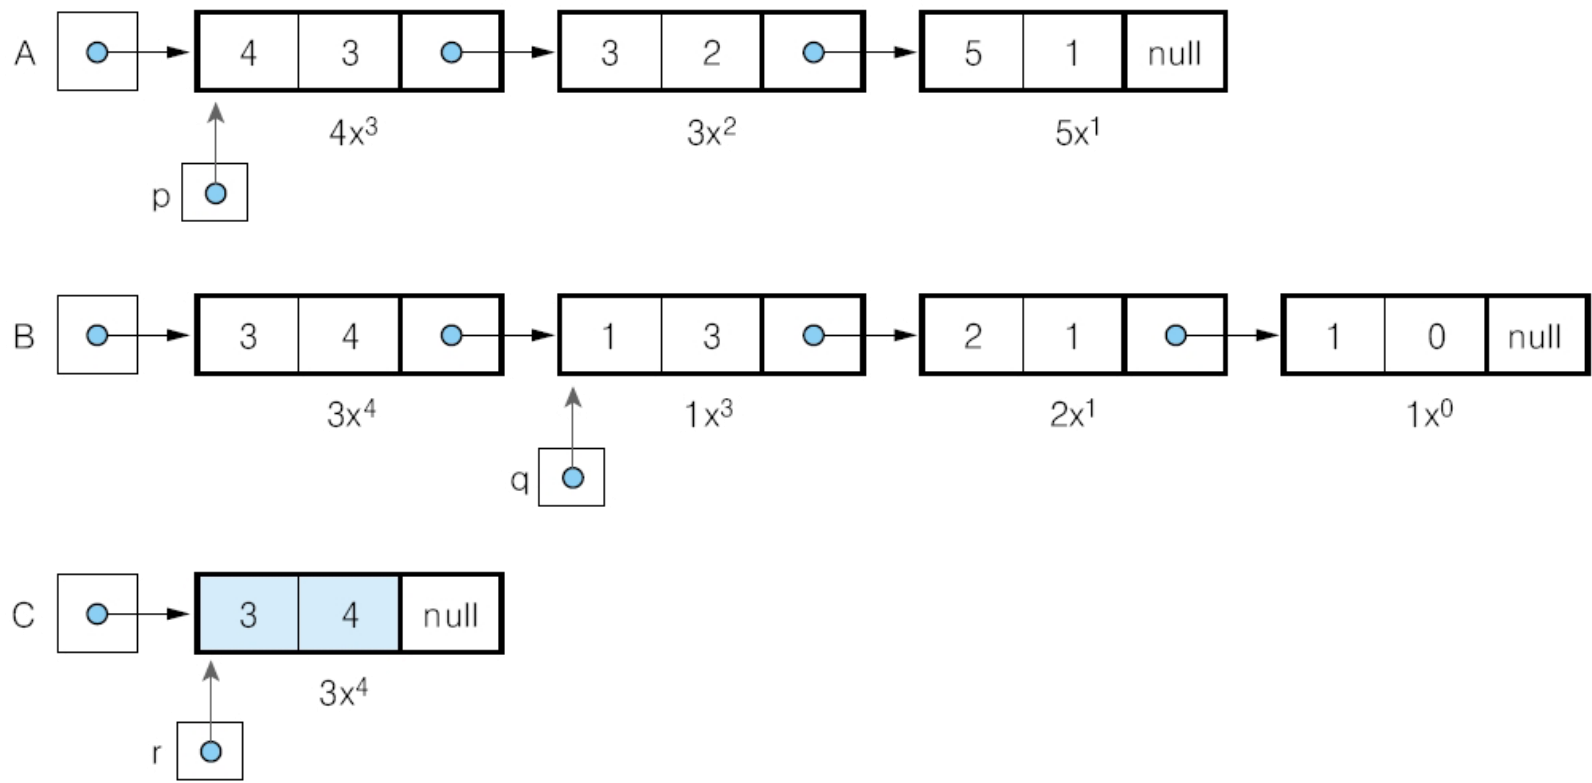 A 4 3 3 2 5 1 null
4x³ 3x² 5x¹
p
B 3 4 1 3 2 1 1 0 null
3x⁴ 1x³ 2x¹ 1x⁰
q
C 3 4 null
3x⁴
r